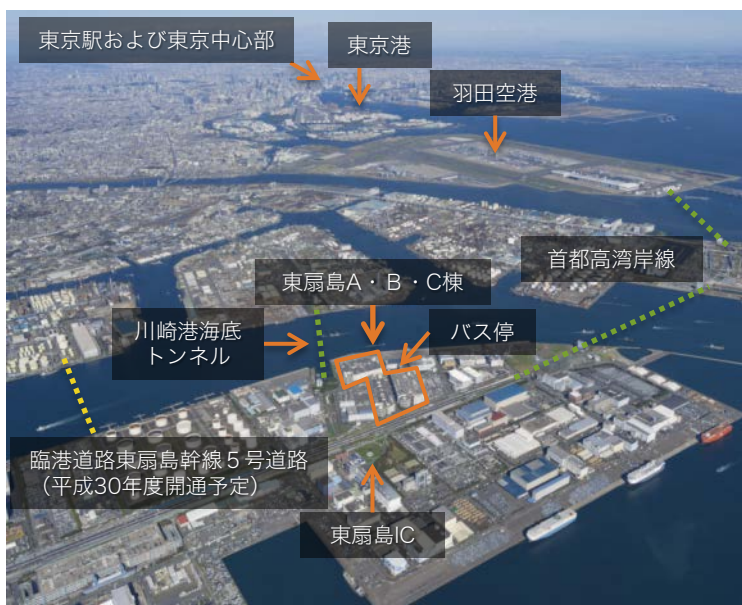 東京駅および東京中心部
東京港
羽田空港
首都高湾岸線
東扇島A・B・C棟
川崎港海底
トンネル
バス停
臨港道路東扇島幹線５号道路
（平成30年度開通予定）
東扇島IC